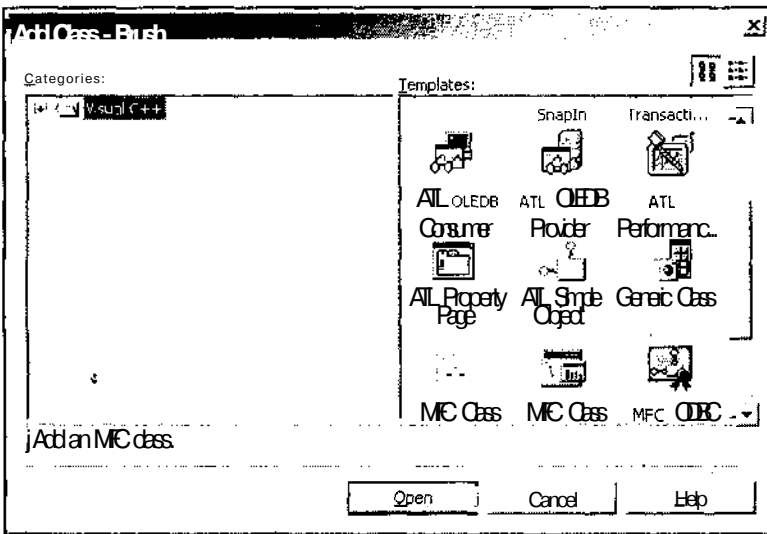 Add Class - Brush
Categories:
Templates:
Visual C++
SnapIn
Transacti...
ATL OLEDB Consumer
ATL OLEDB Provider
ATL Performanc...
ATL Property Page
ATL Simple Object
Generic Class
MFC Class
MFC Class
MFC ODBC
Add an MFC class.
Open
Cancel
Help